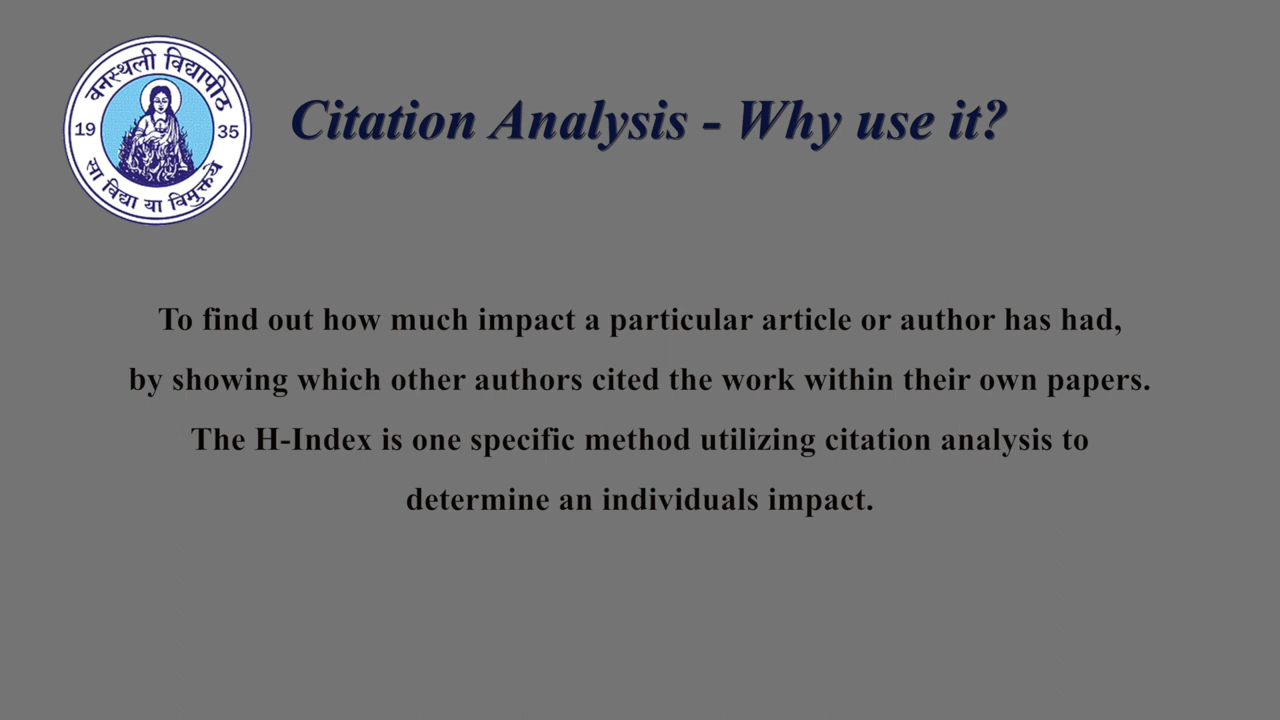 वनस्थली विद्यापीठ
19 35
सा विद्या या विमुक्तये
Citation Analysis - Why use it?
To find out how much impact a particular article or author has had,
by showing which other authors cited the work within their own papers.
The H-Index is one specific method utilizing citation analysis to
determine an individuals impact.